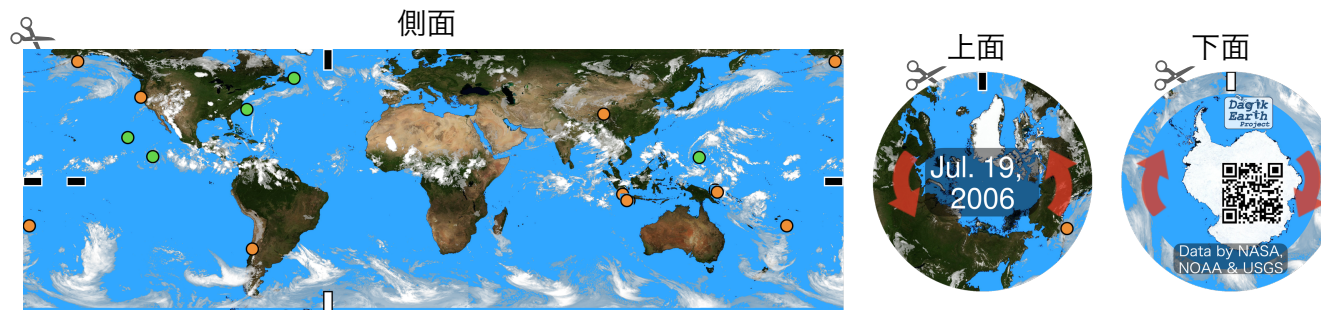 側面
上面
下面
Jul. 19,
2006
Dagik
Earth
Project
Data by NASA,
NOAA & USGS